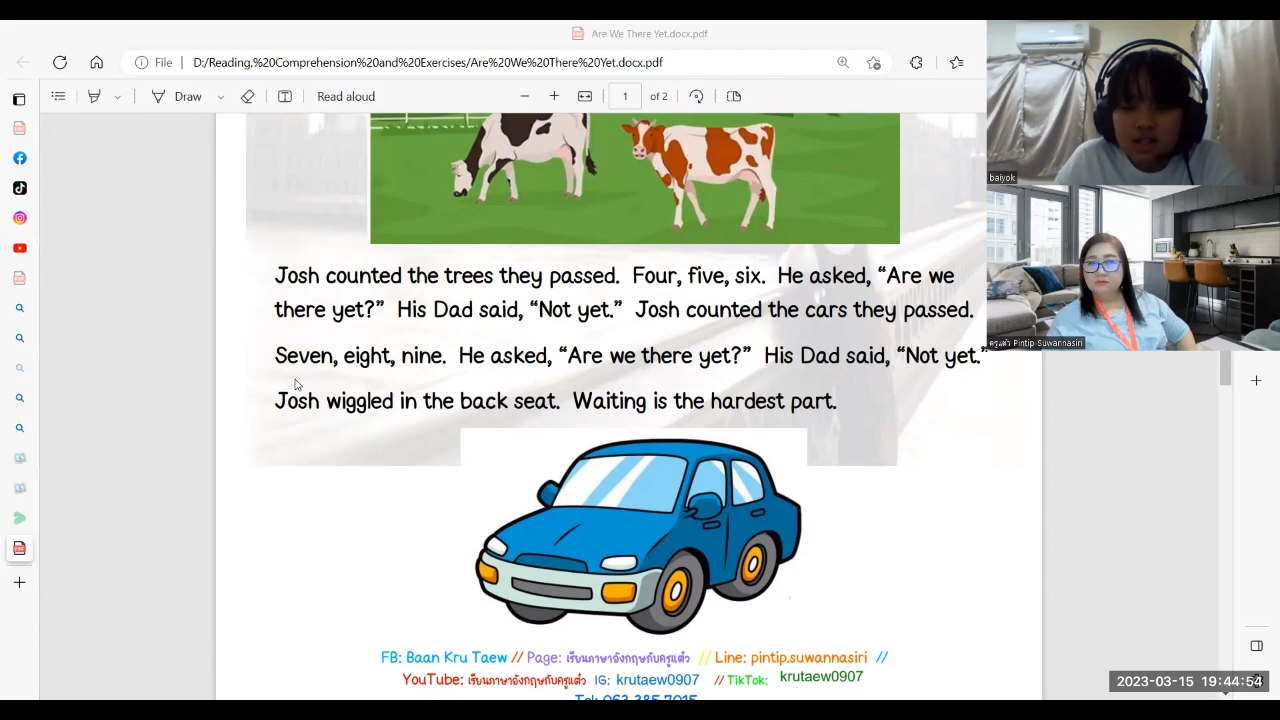 Are We There Yet.docx.pdf
File | D:/Reading,%20Comprehension%20and%20Exercises/Are%20We%20There%20Yet.docx.pdf
Draw
Read aloud
1 of 2
baiyok
ครูแต๋ว Pintip Suwannasiri
Josh counted the trees they passed. Four, five, six. He asked, “Are we
there yet?” His Dad said, “Not yet.” Josh counted the cars they passed.
Seven, eight, nine. He asked, “Are we there yet?” His Dad said, “Not yet.”
Josh wiggled in the back seat. Waiting is the hardest part.
FB: Baan Kru Taew // Page: เรียนภาษาอังกฤษกับครูแต๋ว // Line: pintip.suwannasiri //
YouTube: เรียนภาษาอังกฤษกับครูแต๋ว IG: krutaew0907 // TikTok: krutaew0907
2023-03-15 19:44:54